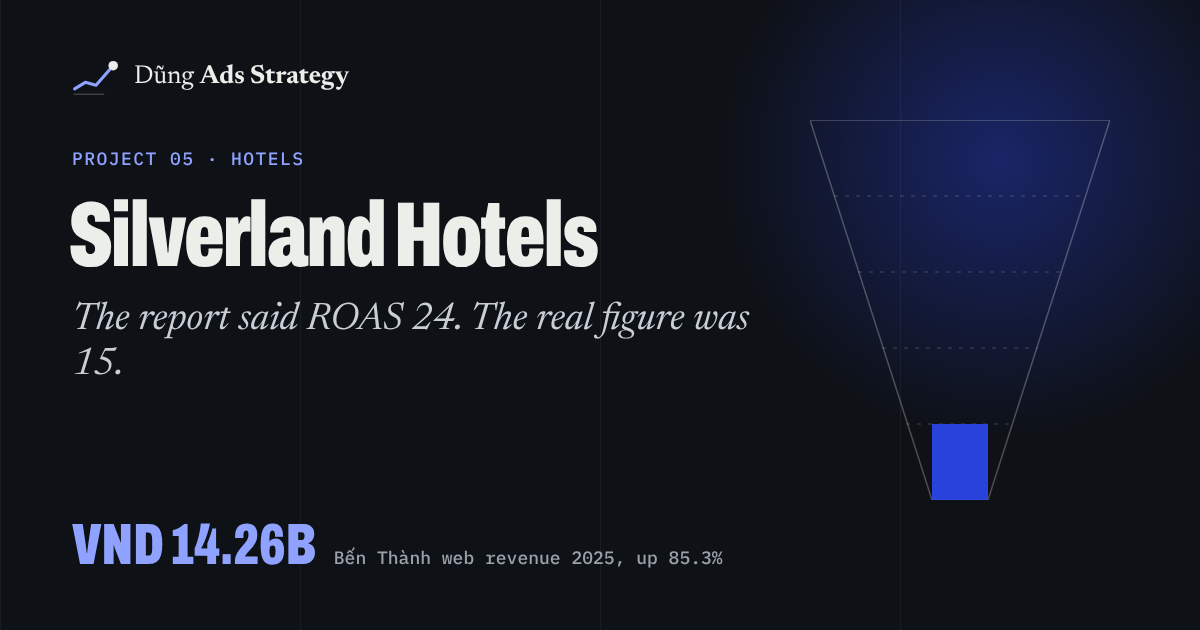 Dũng Ads Strategy
PROJECT 05 · HOTELS
Silverland Hotels
The report said ROAS 24. The real figure was
15.
VND 14.26B Bến Thành web revenue 2025, up 85.3%